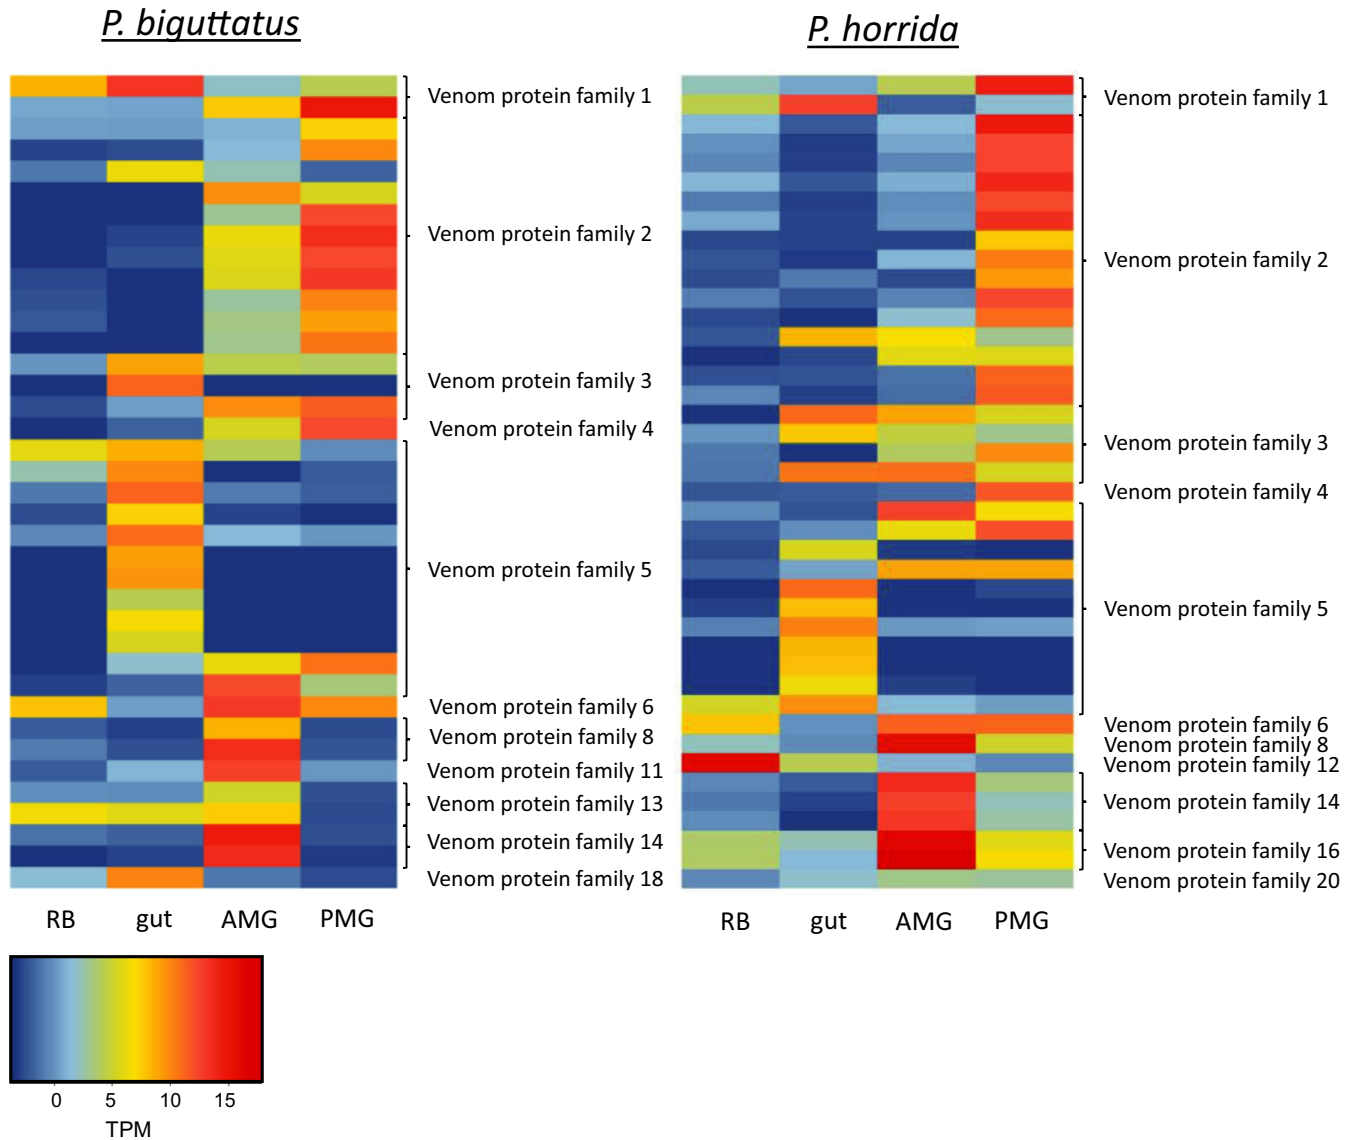 P. biguttatus
Venom protein family 1
Venom protein family 2
Venom protein family 3
Venom protein family 4
Venom protein family 5
Venom protein family 6
Venom protein family 8
Venom protein family 11
Venom protein family 13
Venom protein family 14
Venom protein family 18
RB gut AMG PMG
P. horrida
Venom protein family 1
Venom protein family 2
Venom protein family 3
Venom protein family 4
Venom protein family 5
Venom protein family 6
Venom protein family 8
Venom protein family 12
Venom protein family 14
Venom protein family 16
Venom protein family 20
RB gut AMG PMG
0 5 10 15
TPM